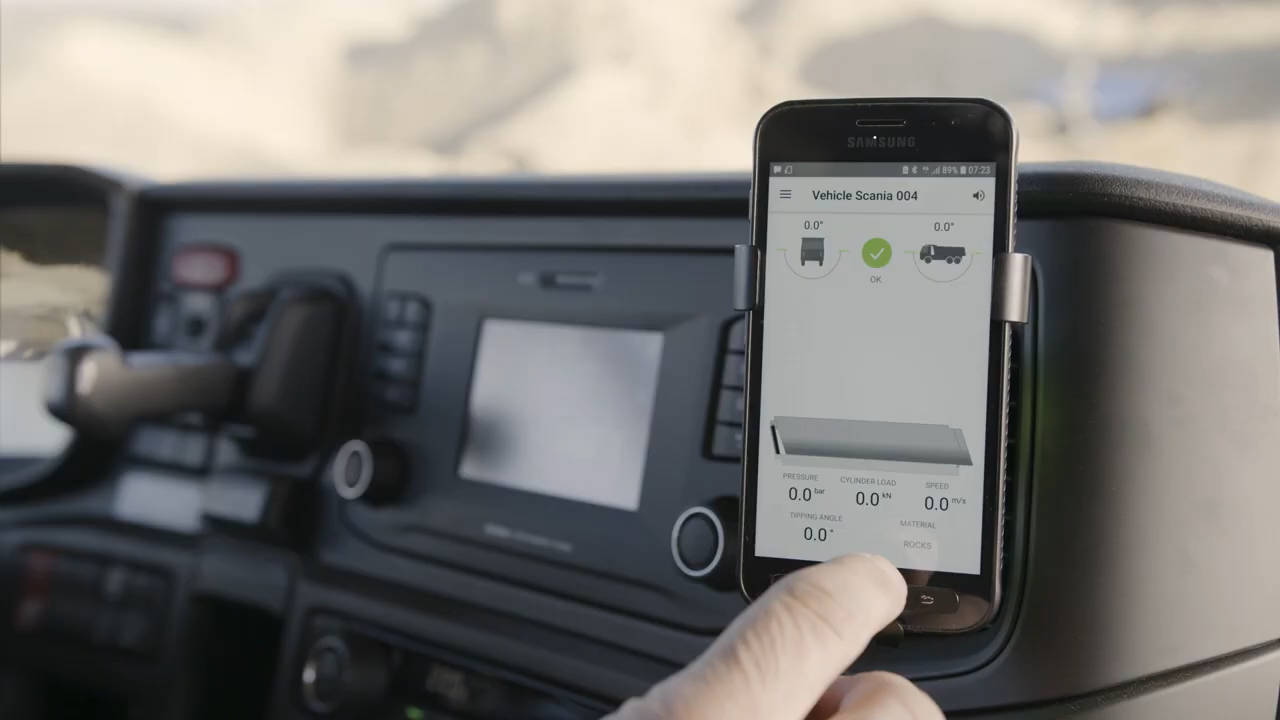 SAMSUNG
89% 07:23
Vehicle Scania 004
0.0° 0.0°
OK
PRESSURE CYLINDER LOAD SPEED
0.0 bar 0.0 kN 0.0 m/s
TIPPING ANGLE MATERIAL
0.0° ROCKS